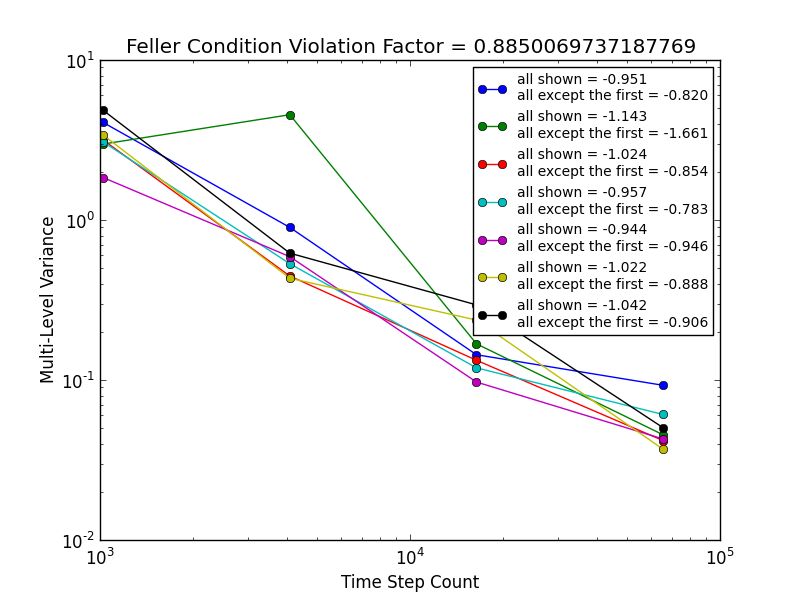 Feller Condition Violation Factor = 0.8850069737187769
10^1
10^0
10^-1
10^-2
Multi-Level Variance
all shown = -0.951
all except the first = -0.820
all shown = -1.143
all except the first = -1.661
all shown = -1.024
all except the first = -0.854
all shown = -0.957
all except the first = -0.783
all shown = -0.944
all except the first = -0.946
all shown = -1.022
all except the first = -0.888
all shown = -1.042
all except the first = -0.906
10^3 10^4 10^5
Time Step Count